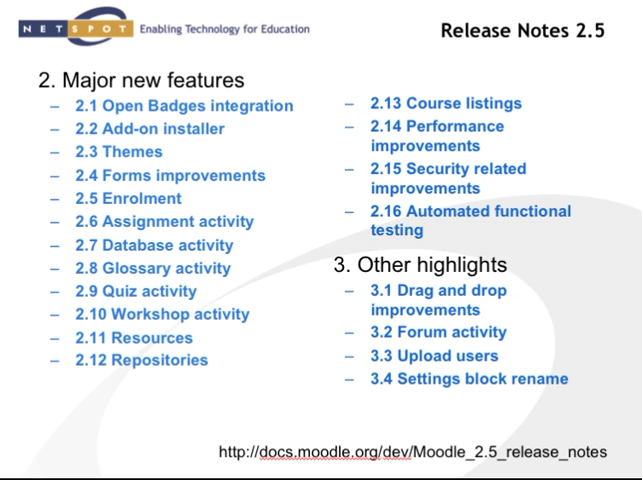 NETSPOT Enabling Technology for Education
Release Notes 2.5
2. Major new features
– 2.1 Open Badges integration
– 2.2 Add-on installer
– 2.3 Themes
– 2.4 Forms improvements
– 2.5 Enrolment
– 2.6 Assignment activity
– 2.7 Database activity
– 2.8 Glossary activity
– 2.9 Quiz activity
– 2.10 Workshop activity
– 2.11 Resources
– 2.12 Repositories
– 2.13 Course listings
– 2.14 Performance
improvements
– 2.15 Security related
improvements
– 2.16 Automated functional
testing
3. Other highlights
– 3.1 Drag and drop
improvements
– 3.2 Forum activity
– 3.3 Upload users
– 3.4 Settings block rename
http://docs.moodle.org/dev/Moodle_2.5_release_notes